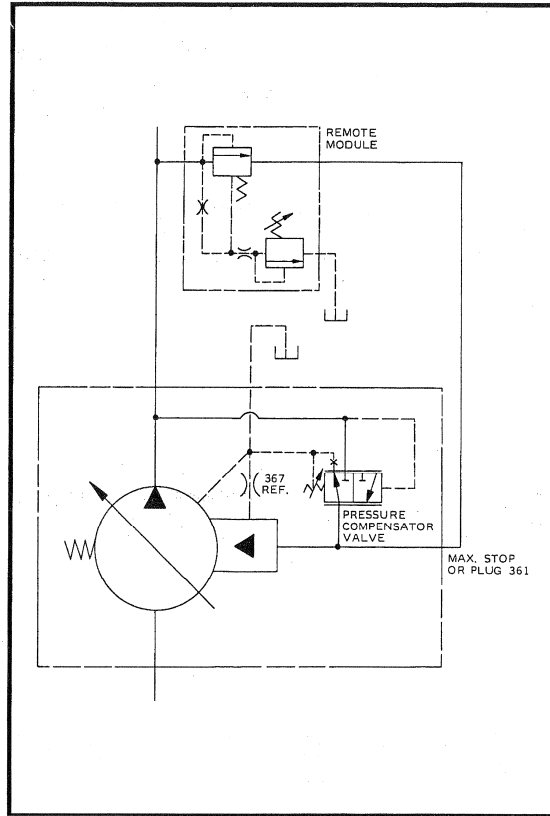 REMOTE
MODULE
367
REF.
PRESSURE
COMPENSATOR
VALVE
MAX. STOP
OR PLUG 361